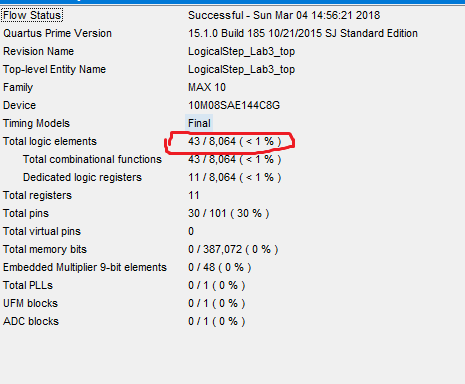 Flow Status Successful - Sun Mar 04 14:56:21 2018
Quartus Prime Version 15.1.0 Build 185 10/21/2015 SJ Standard Edition
Revision Name LogicalStep_Lab3_top
Top-level Entity Name LogicalStep_Lab3_top
Family MAX 10
Device 10M08SAE144C8G
Timing Models Final
Total logic elements 43 / 8,064 ( < 1 % )
Total combinational functions 43 / 8,064 ( < 1 % )
Dedicated logic registers 11 / 8,064 ( < 1 % )
Total registers 11
Total pins 30 / 101 ( 30 % )
Total virtual pins 0
Total memory bits 0 / 387,072 ( 0 % )
Embedded Multiplier 9-bit elements 0 / 48 ( 0 % )
Total PLLs 0 / 1 ( 0 % )
UFM blocks 0 / 1 ( 0 % )
ADC blocks 0 / 1 ( 0 % )